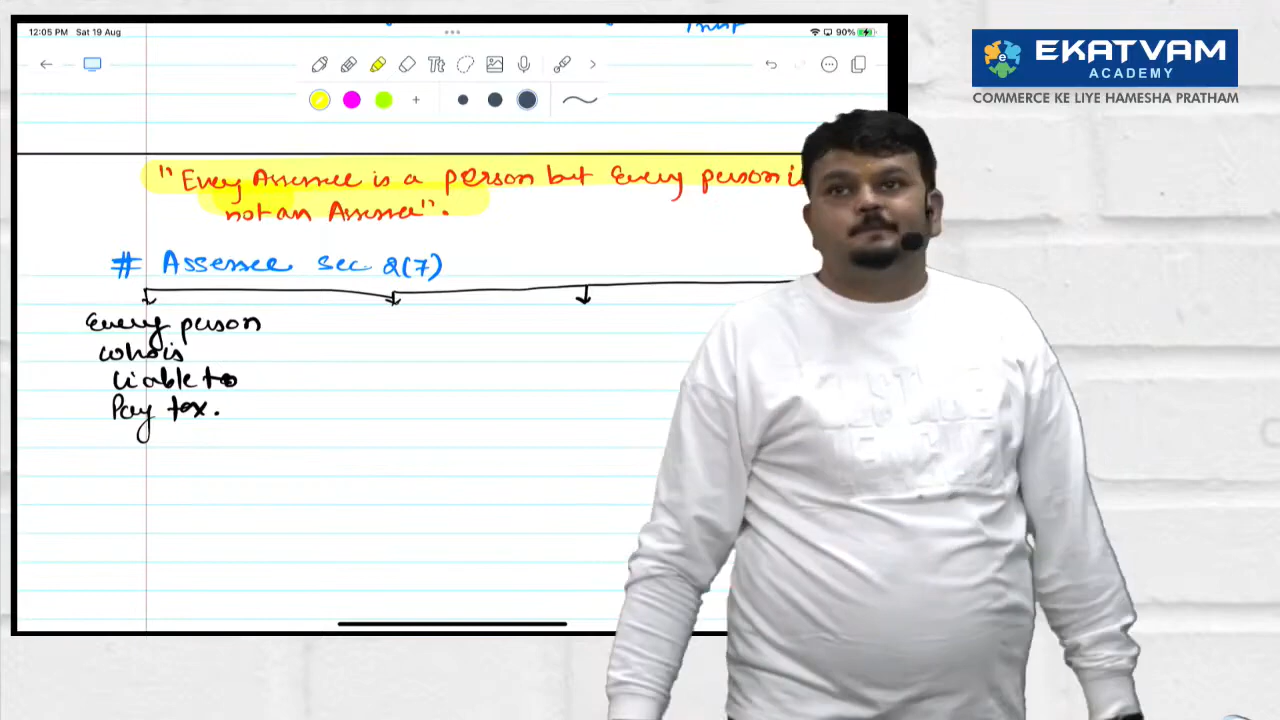 12:05 PM Sat 19 Aug
90%
EKATVAM
ACADEMY
COMMERCE KE LIYE HAMESHA PRATHAM
Tt
"Every Assessee is a person but Every person is
not an Assessee".
# Assessee sec 2(7)
Every person
who is
liable to
Pay tax.